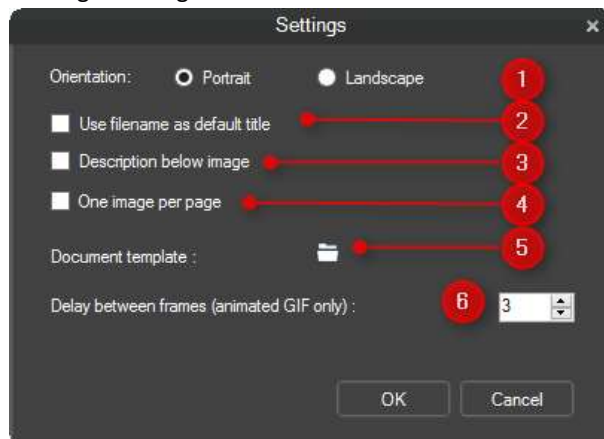 Settings
Orientation: Portrait Landscape 1
Use filename as default title 2
Description below image 3
One image per page 4
Document template : 5
Delay between frames (animated GIF only) : 6 3
OK Cancel